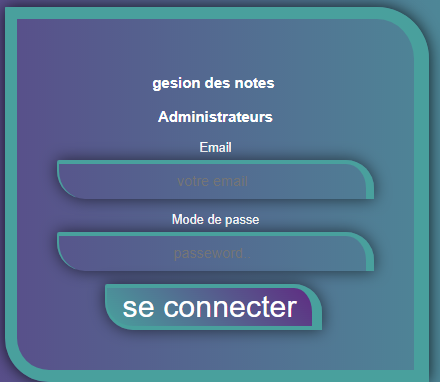 gesion des notes
Administrateurs
Email
votre email
Mode de passe
passeword
se connecter